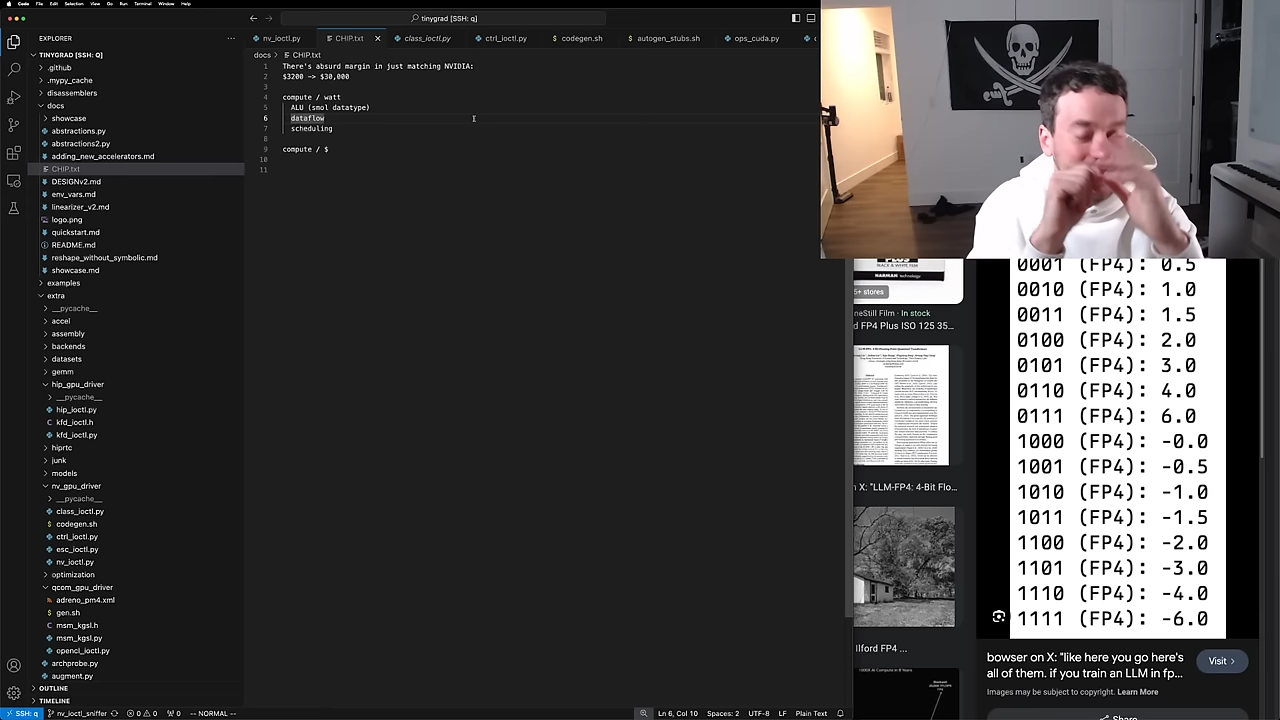 Code File Edit Selection View Go Run Terminal Window Help
tinygrad [SSH: q]
EXPLORER
nv_ioctl.py CHIP.txt class_ioctl.py ctrl_ioctl.py codegen.sh autogen_stubs.sh ops_cuda.py
TINYGRAD [SSH: Q]
.github
.mypy_cache
disassemblers
docs
showcase
abstractions.py
abstractions2.py
adding_new_accelerators.md
CHIP.txt
DESIGNv2.md
env_vars.md
linearizer_v2.md
logo.png
quickstart.md
README.md
reshape_without_symbolic.md
showcase.md
examples
extra
__pycache__
accel
assembly
backends
datasets
gemm
hip_gpu_driver
__pycache__
hip_ioctl.py
kfd_ioctl.h
kfd_ioctl.py
hiprtc
junk
models
nv_gpu_driver
__pycache__
class_ioctl.py
codegen.sh
ctrl_ioctl.py
esc_ioctl.py
nv_ioctl.py
optimization
qcom_gpu_driver
adreno_pm4.xml
gen.sh
msm_kgsl.h
msm_kgsl.py
opencl_ioctl.py
archprobe.py
augment.py
OUTLINE
TIMELINE
docs > CHIP.txt
1 There's absurd margin in just matching NVIDIA:
2 $3200 -> $30,000
3
4 compute / watt
5 ALU (smol datatype)
6 dataflow
7 scheduling
8
9 compute / $
10
11
PLUS
BLACK & WHITE FILM
HARMAN technology
5+ stores
neStill Film · In stock
d FP4 Plus ISO 125 35...
n X: "LLM-FP4: 4-Bit Flo...
Ilford FP4 ...
0001 (FP4): 0.5
0010 (FP4): 1.0
0011 (FP4): 1.5
0100 (FP4): 2.0
0101 (FP4): 3.0
0110 (FP4): 4.0
0111 (FP4): 6.0
1000 (FP4): -0.0
1001 (FP4): -0.5
1010 (FP4): -1.0
1011 (FP4): -1.5
1100 (FP4): -2.0
1101 (FP4): -3.0
1110 (FP4): -4.0
1111 (FP4): -6.0
bowser on X: "like here you go here's
all of them. if you train an LLM in fp...
Visit >
Images may be subject to copyright. Learn More
Share
SSH: q nv_ioctl_sniffer 0 0 0 -- NORMAL -- Ln 6, Col 10 Spaces: 2 UTF-8 LF Plain Text